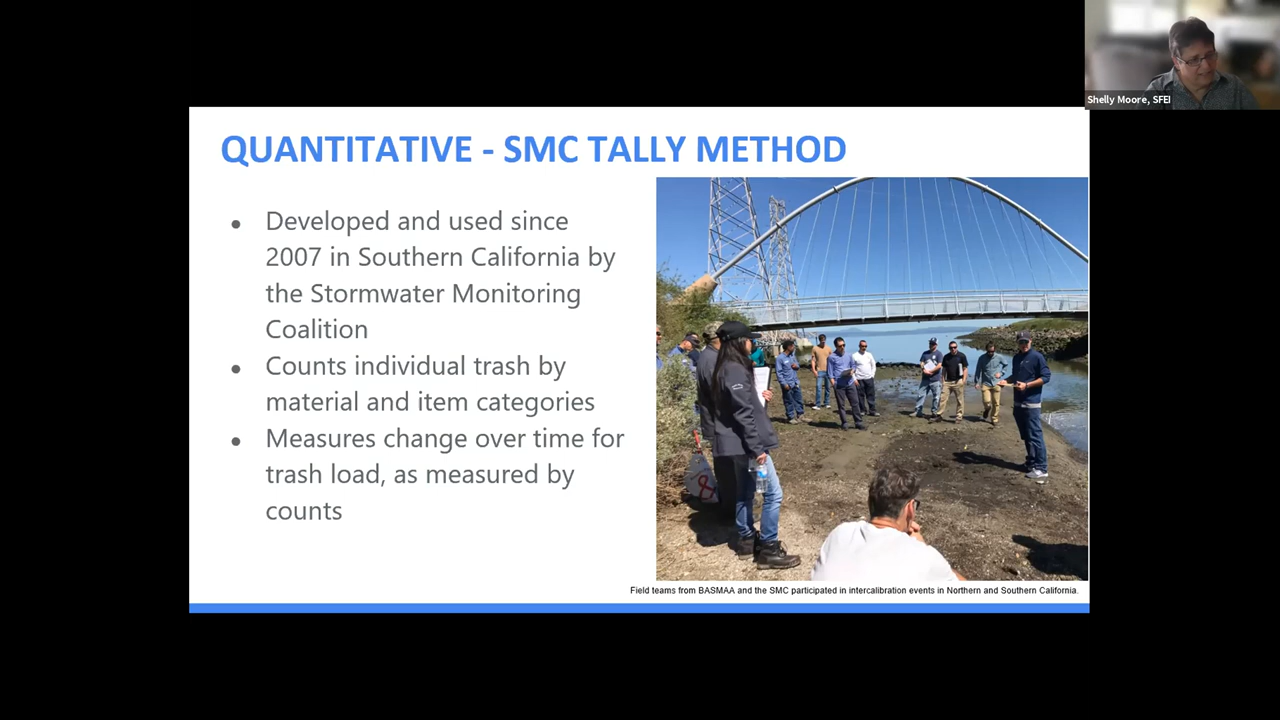 Shelly Moore, SFEI
QUANTITATIVE - SMC TALLY METHOD
● Developed and used since
2007 in Southern California by
the Stormwater Monitoring
Coalition
● Counts individual trash by
material and item categories
● Measures change over time for
trash load, as measured by
counts
Field teams from BASMAA and the SMC participated in intercalibration events in Northern and Southern California.